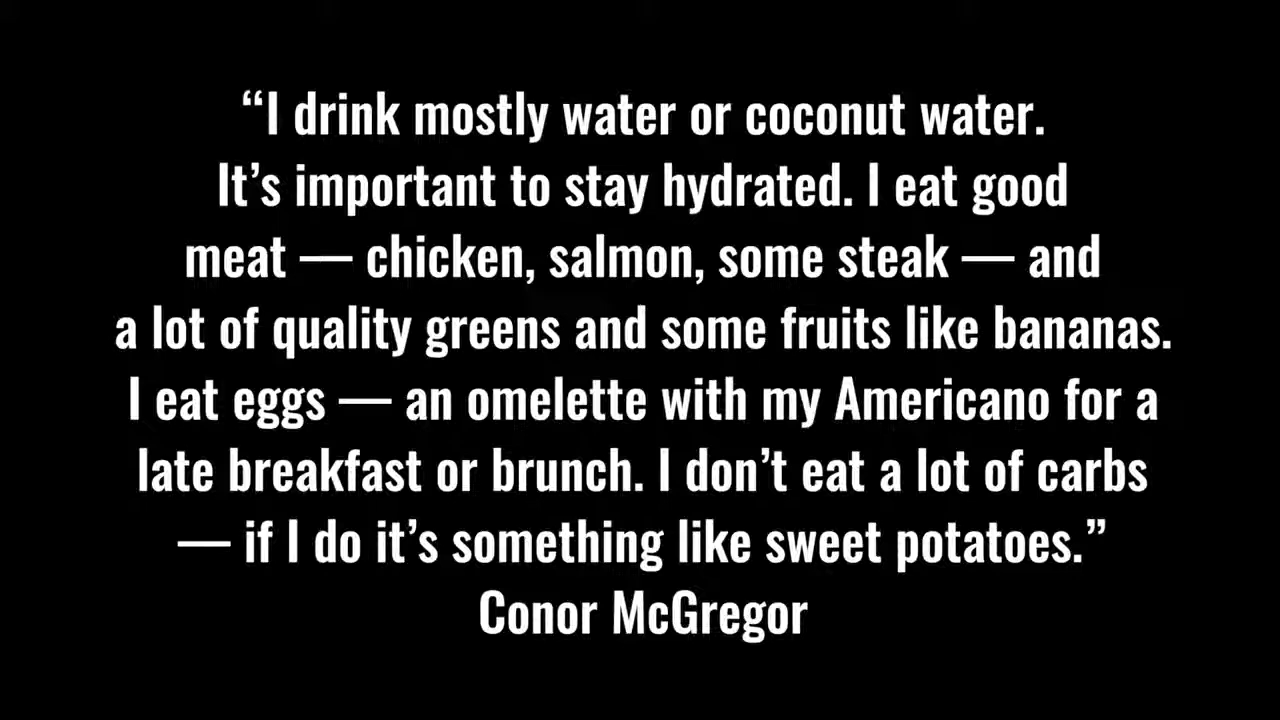 “I drink mostly water or coconut water.
It’s important to stay hydrated. I eat good
meat — chicken, salmon, some steak — and
a lot of quality greens and some fruits like bananas.
I eat eggs — an omelette with my Americano for a
late breakfast or brunch. I don’t eat a lot of carbs
— if I do it’s something like sweet potatoes.”
Conor McGregor